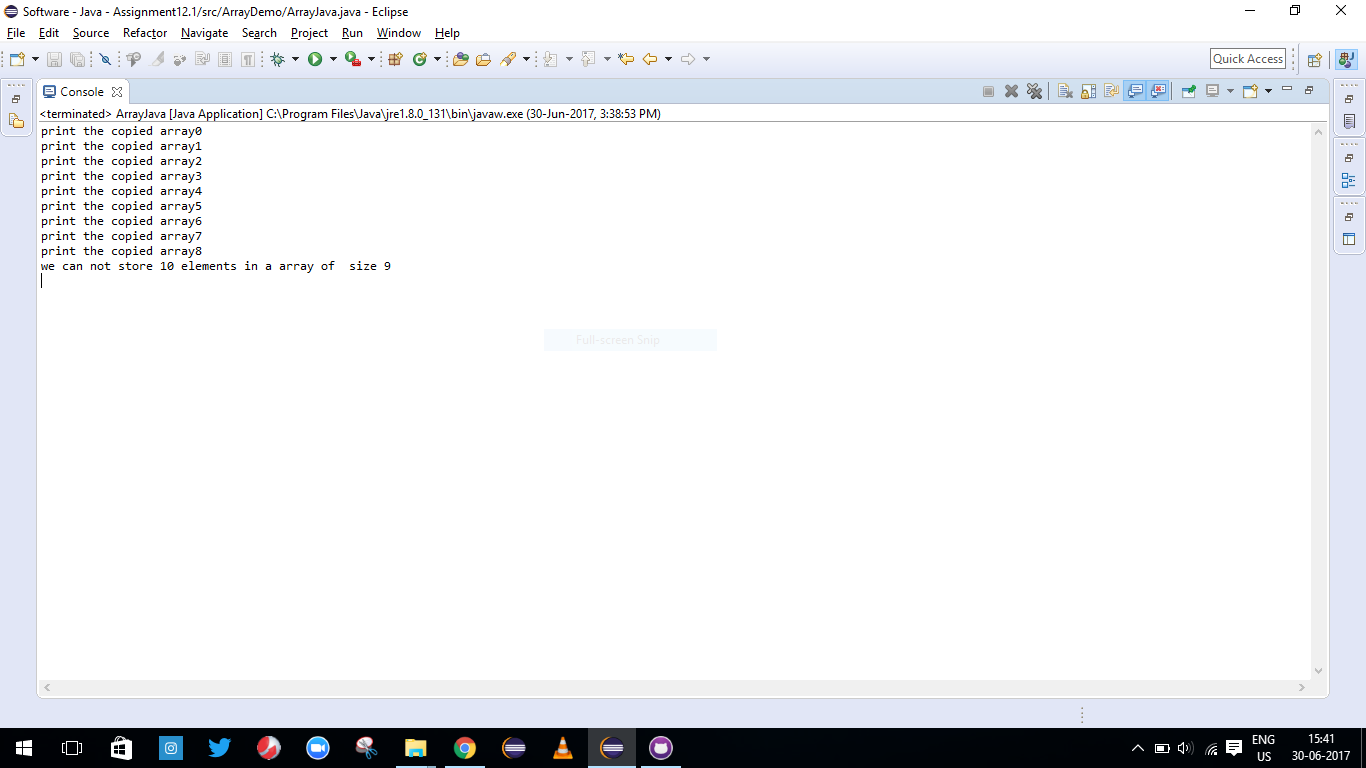 Software - Java - Assignment12.1/src/ArrayDemo/ArrayJava.java - Eclipse
File Edit Source Refactor Navigate Search Project Run Window Help
Quick Access
Console
<terminated> ArrayJava [Java Application] C:\Program Files\Java\jre1.8.0_131\bin\javaw.exe (30-Jun-2017, 3:38:53 PM)
print the copied array0
print the copied array1
print the copied array2
print the copied array3
print the copied array4
print the copied array5
print the copied array6
print the copied array7
print the copied array8
we can not store 10 elements in a array of  size 9
Full-screen Snip
ENG
US
15:41
30-06-2017